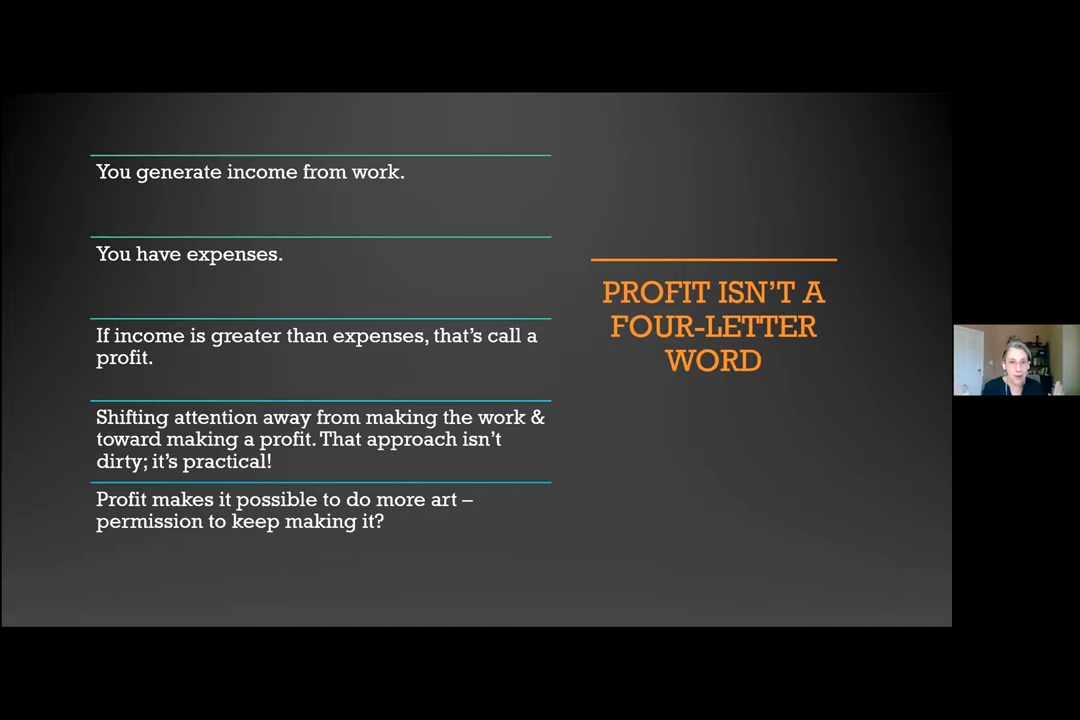 You generate income from work.
You have expenses.
If income is greater than expenses, that's call a
profit.
Shifting attention away from making the work &
toward making a profit. That approach isn't
dirty; it's practical!
Profit makes it possible to do more art –
permission to keep making it?
PROFIT ISN'T A
FOUR-LETTER
WORD